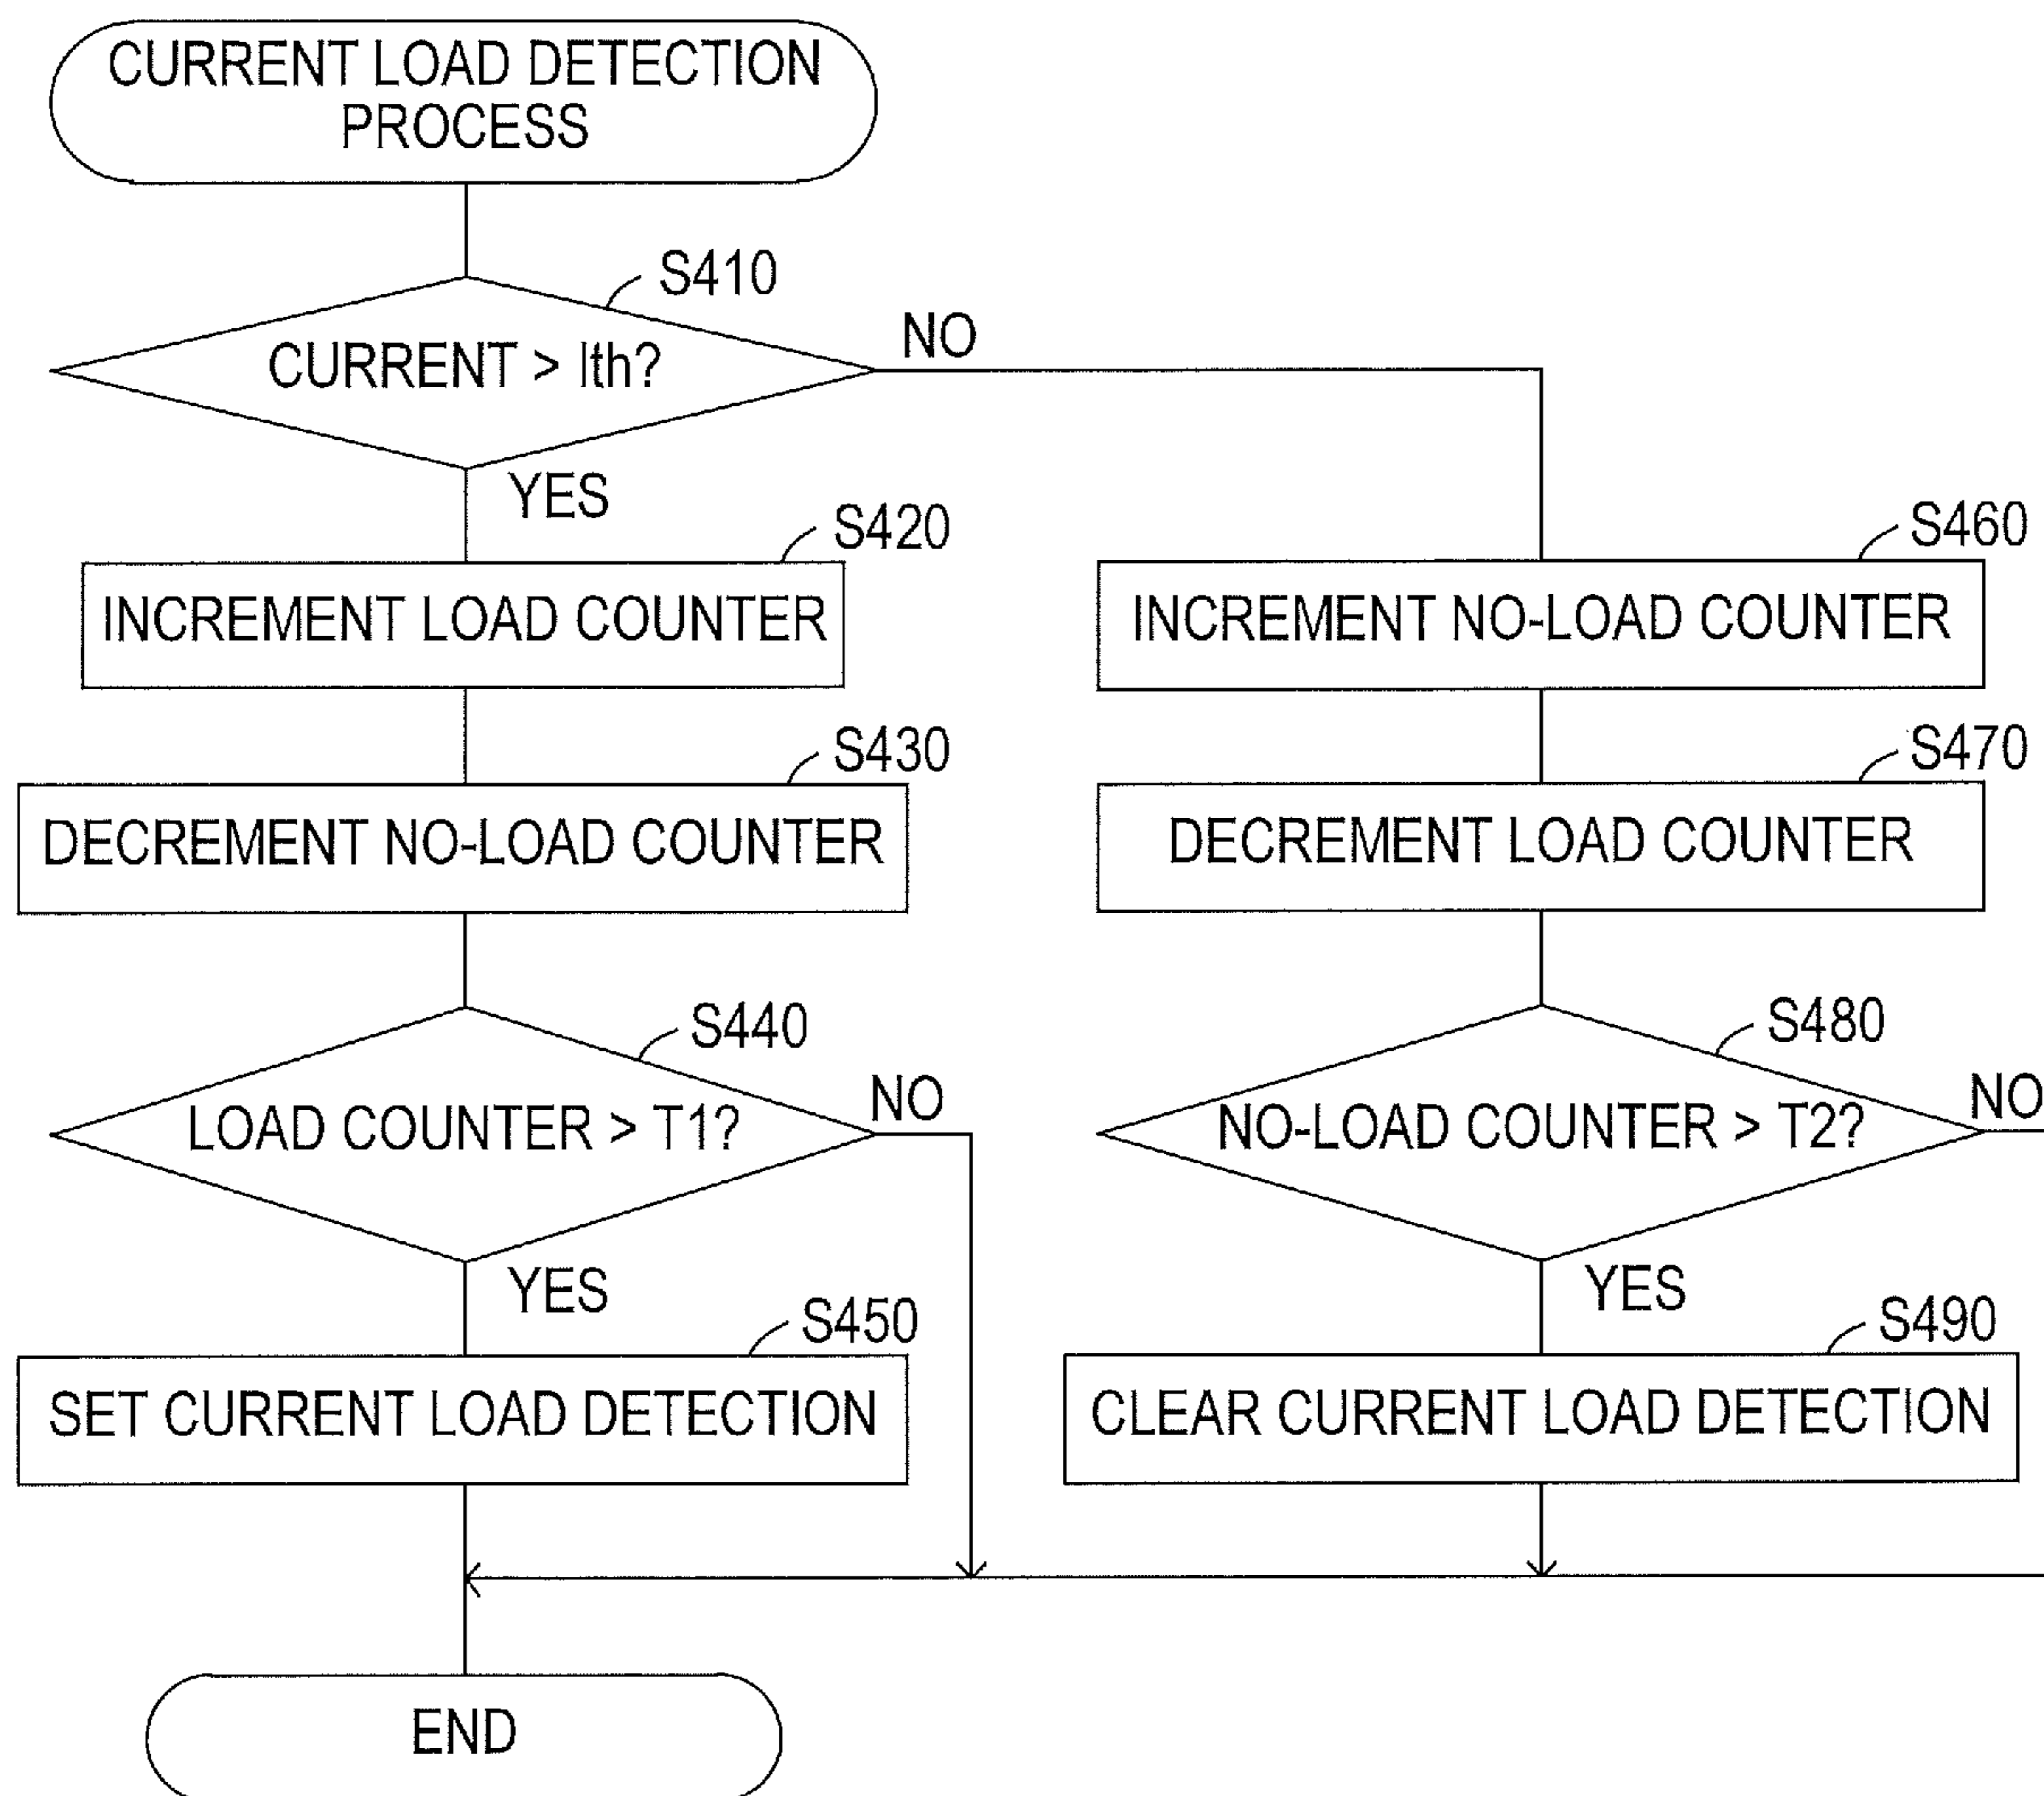 CURRENT LOAD DETECTION
PROCESS
S410
CURRENT > Ith?
NO
YES
S420
INCREMENT LOAD COUNTER
S430
DECREMENT NO-LOAD COUNTER
S440
LOAD COUNTER > T1?
NO
YES
S450
SET CURRENT LOAD DETECTION
S460
INCREMENT NO-LOAD COUNTER
S470
DECREMENT LOAD COUNTER
S480
NO-LOAD COUNTER > T2?
NO
YES
S490
CLEAR CURRENT LOAD DETECTION
END